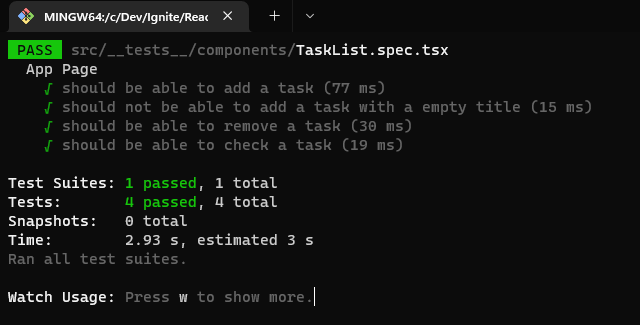 MINGW64:/c/Dev/Ignite/Reac
PASS src/__tests__/components/TaskList.spec.tsx
App Page
√ should be able to add a task (77 ms)
√ should not be able to add a task with a empty title (15 ms)
√ should be able to remove a task (30 ms)
√ should be able to check a task (19 ms)
Test Suites: 1 passed, 1 total
Tests: 4 passed, 4 total
Snapshots: 0 total
Time: 2.93 s, estimated 3 s
Ran all test suites.
Watch Usage: Press w to show more.